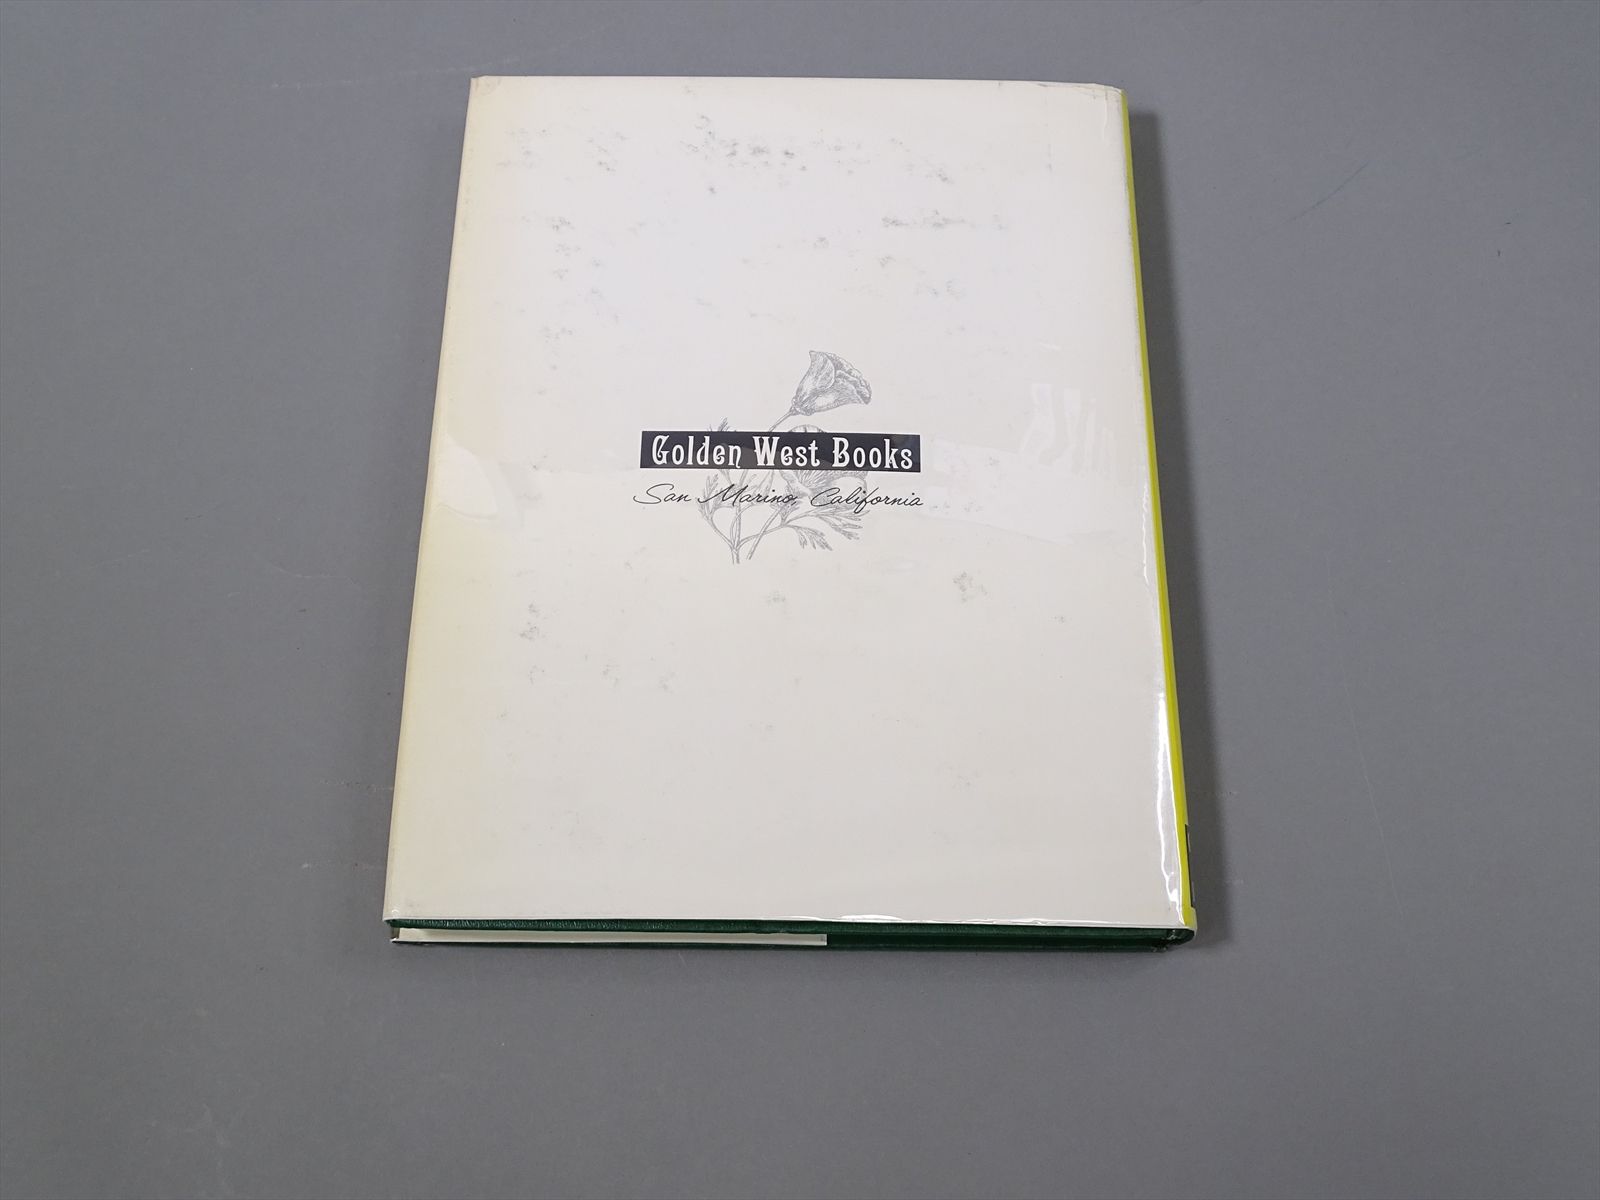 Golden West Books
San Marino, California